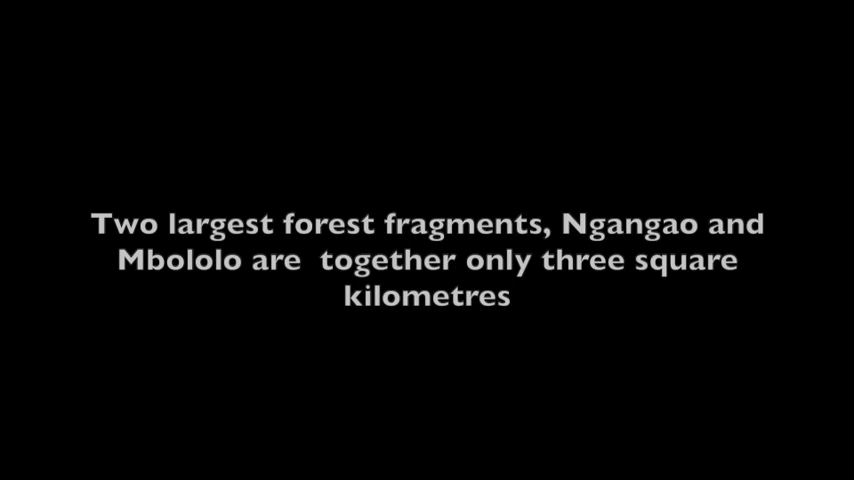 Two largest forest fragments, Ngangao and
Mbololo are  together only three square
kilometres